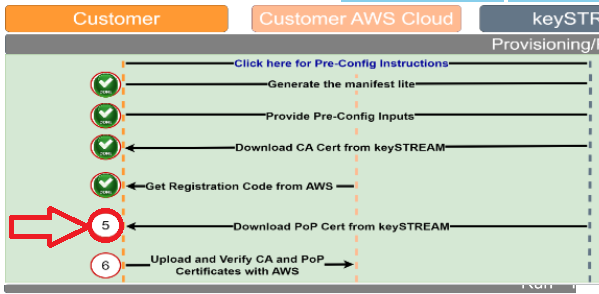 Customer
Customer AWS Cloud
keySTR
Provisioning/
Click here for Pre-Config Instructions
Generate the manifest lite
Provide Pre-Config Inputs
Download CA Cert from keySTREAM
Get Registration Code from AWS
5
Download PoP Cert from keySTREAM
6
Upload and Verify CA and PoP
Certificates with AWS